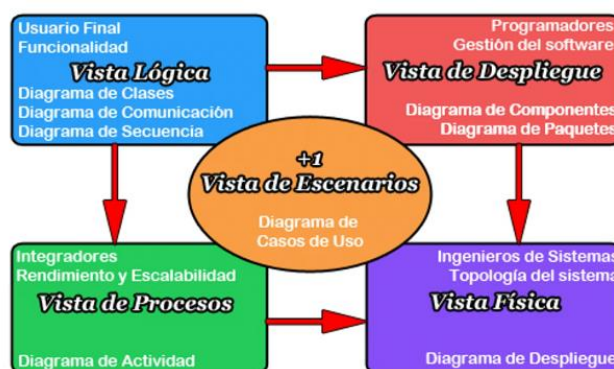 Usuario Final
Funcionalidad
Vista Lógica
Diagrama de Clases
Diagrama de Comunicación
Diagrama de Secuencia
Programadores
Gestión del software
Vista de Despliegue
Diagrama de Componentes
Diagrama de Paquetes
+1
Vista de Escenarios
Diagrama de
Casos de Uso
Integradores
Rendimiento y Escalabilidad
Vista de Procesos
Diagrama de Actividad
Ingenieros de Sistemas
Topología del sistema
Vista Física
Diagrama de Despliegue